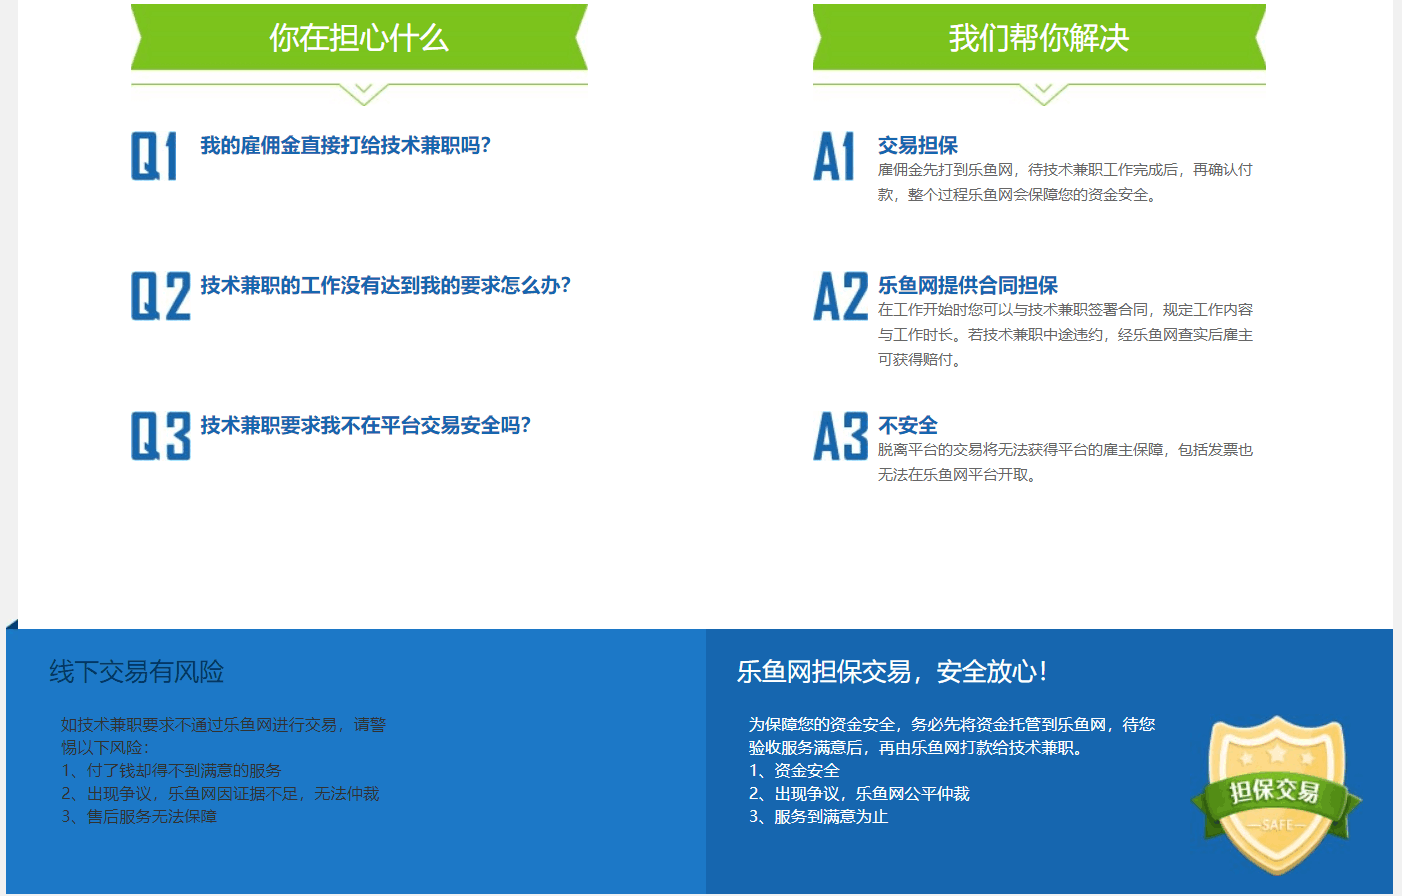 你在担心什么
我们帮你解决
Q1
我的雇佣金直接打给技术兼职吗？
A1
交易担保
雇佣金先打到乐鱼网，待技术兼职工作完成后，再确认付
款，整个过程乐鱼网会保障您的资金安全。
Q2
技术兼职的工作没有达到我的要求怎么办？
A2
乐鱼网提供合同担保
在工作开始时您可以与技术兼职签署合同，规定工作内容
与工作时长。若技术兼职中途违约，经乐鱼网查实后雇主
可获得赔付。
Q3
技术兼职要求我不在平台交易安全吗？
A3
不安全
脱离平台的交易将无法获得平台的雇主保障，包括发票也
无法在乐鱼网平台开取。
线下交易有风险
如技术兼职要求不通过乐鱼网进行交易，请警
惕以下风险：
1、付了钱却得不到满意的服务
2、出现争议，乐鱼网因证据不足，无法仲裁
3、售后服务无法保障
乐鱼网担保交易，安全放心！
为保障您的资金安全，务必先将资金托管到乐鱼网，待您
验收服务满意后，再由乐鱼网打款给技术兼职。
1、资金安全
2、出现争议，乐鱼网公平仲裁
3、服务到满意为止
担保交易
—SAFE—